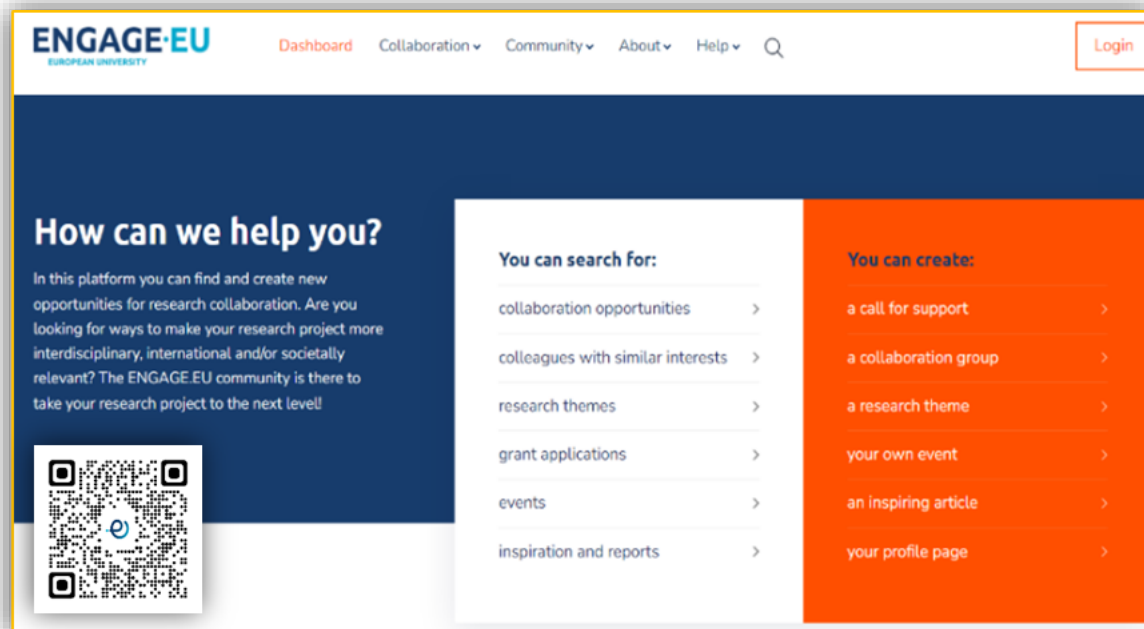 ENGAGE·EU
EUROPEAN UNIVERSITY
Dashboard Collaboration Community About Help
Login
How can we help you?
In this platform you can find and create new
opportunities for research collaboration. Are you
looking for ways to make your research project more
interdisciplinary, international and/or societally
relevant? The ENGAGE.EU community is there to
take your research project to the next level!
You can search for:
collaboration opportunities
colleagues with similar interests
research themes
grant applications
events
inspiration and reports
You can create:
a call for support
a collaboration group
a research theme
your own event
an inspiring article
your profile page